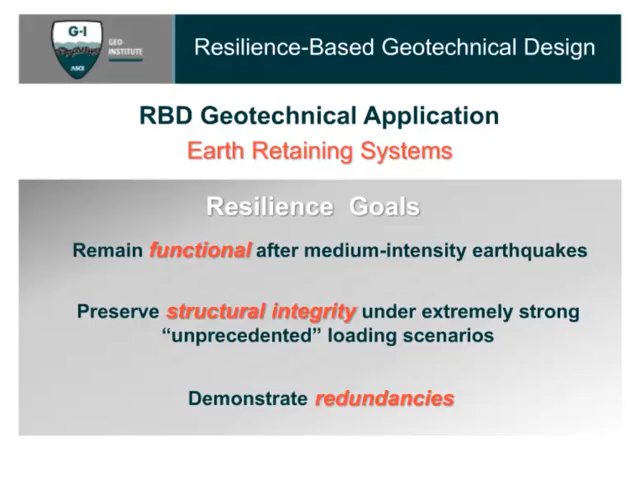 G-I
GEO-
INSTITUTE
ASCE
Resilience-Based Geotechnical Design
RBD Geotechnical Application
Earth Retaining Systems
Resilience Goals
Remain functional after medium-intensity earthquakes
Preserve structural integrity under extremely strong
“unprecedented” loading scenarios
Demonstrate redundancies